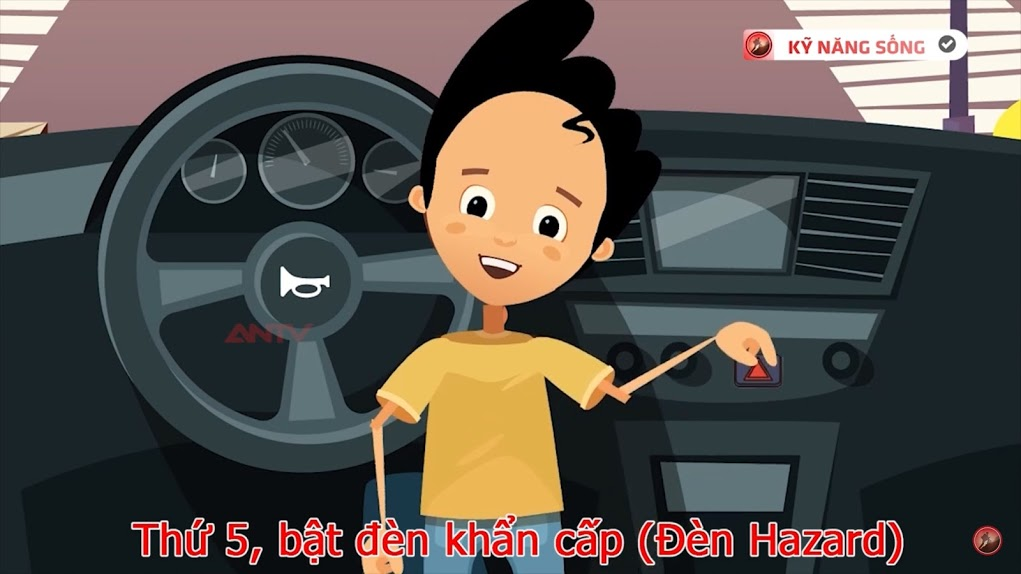 KỸ NĂNG SỐNG
ANTV
Thứ 5, bật đèn khẩn cấp (Đèn Hazard)